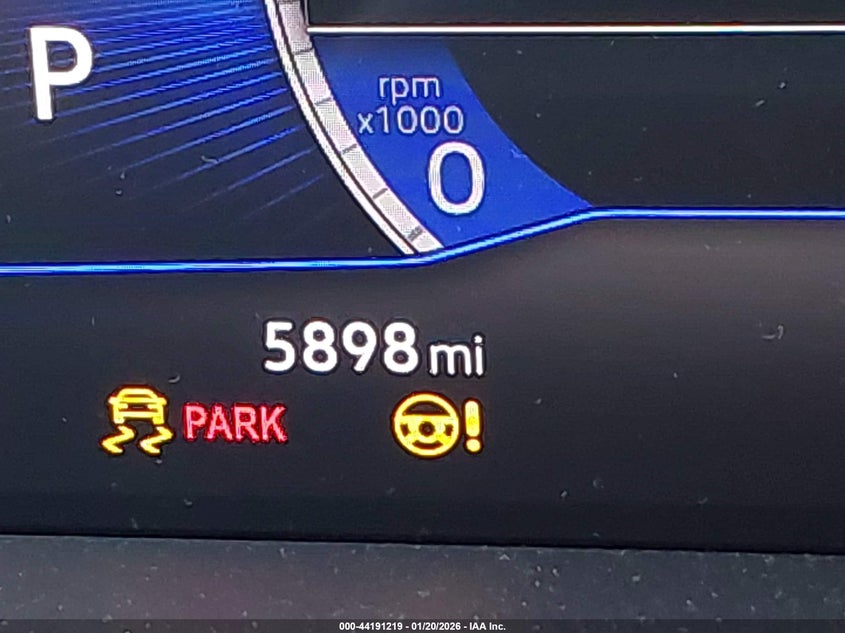 P
rpm
x1000
0
5898 mi
PARK
!
000-44191219 - 01/20/2026 - IAA Inc.